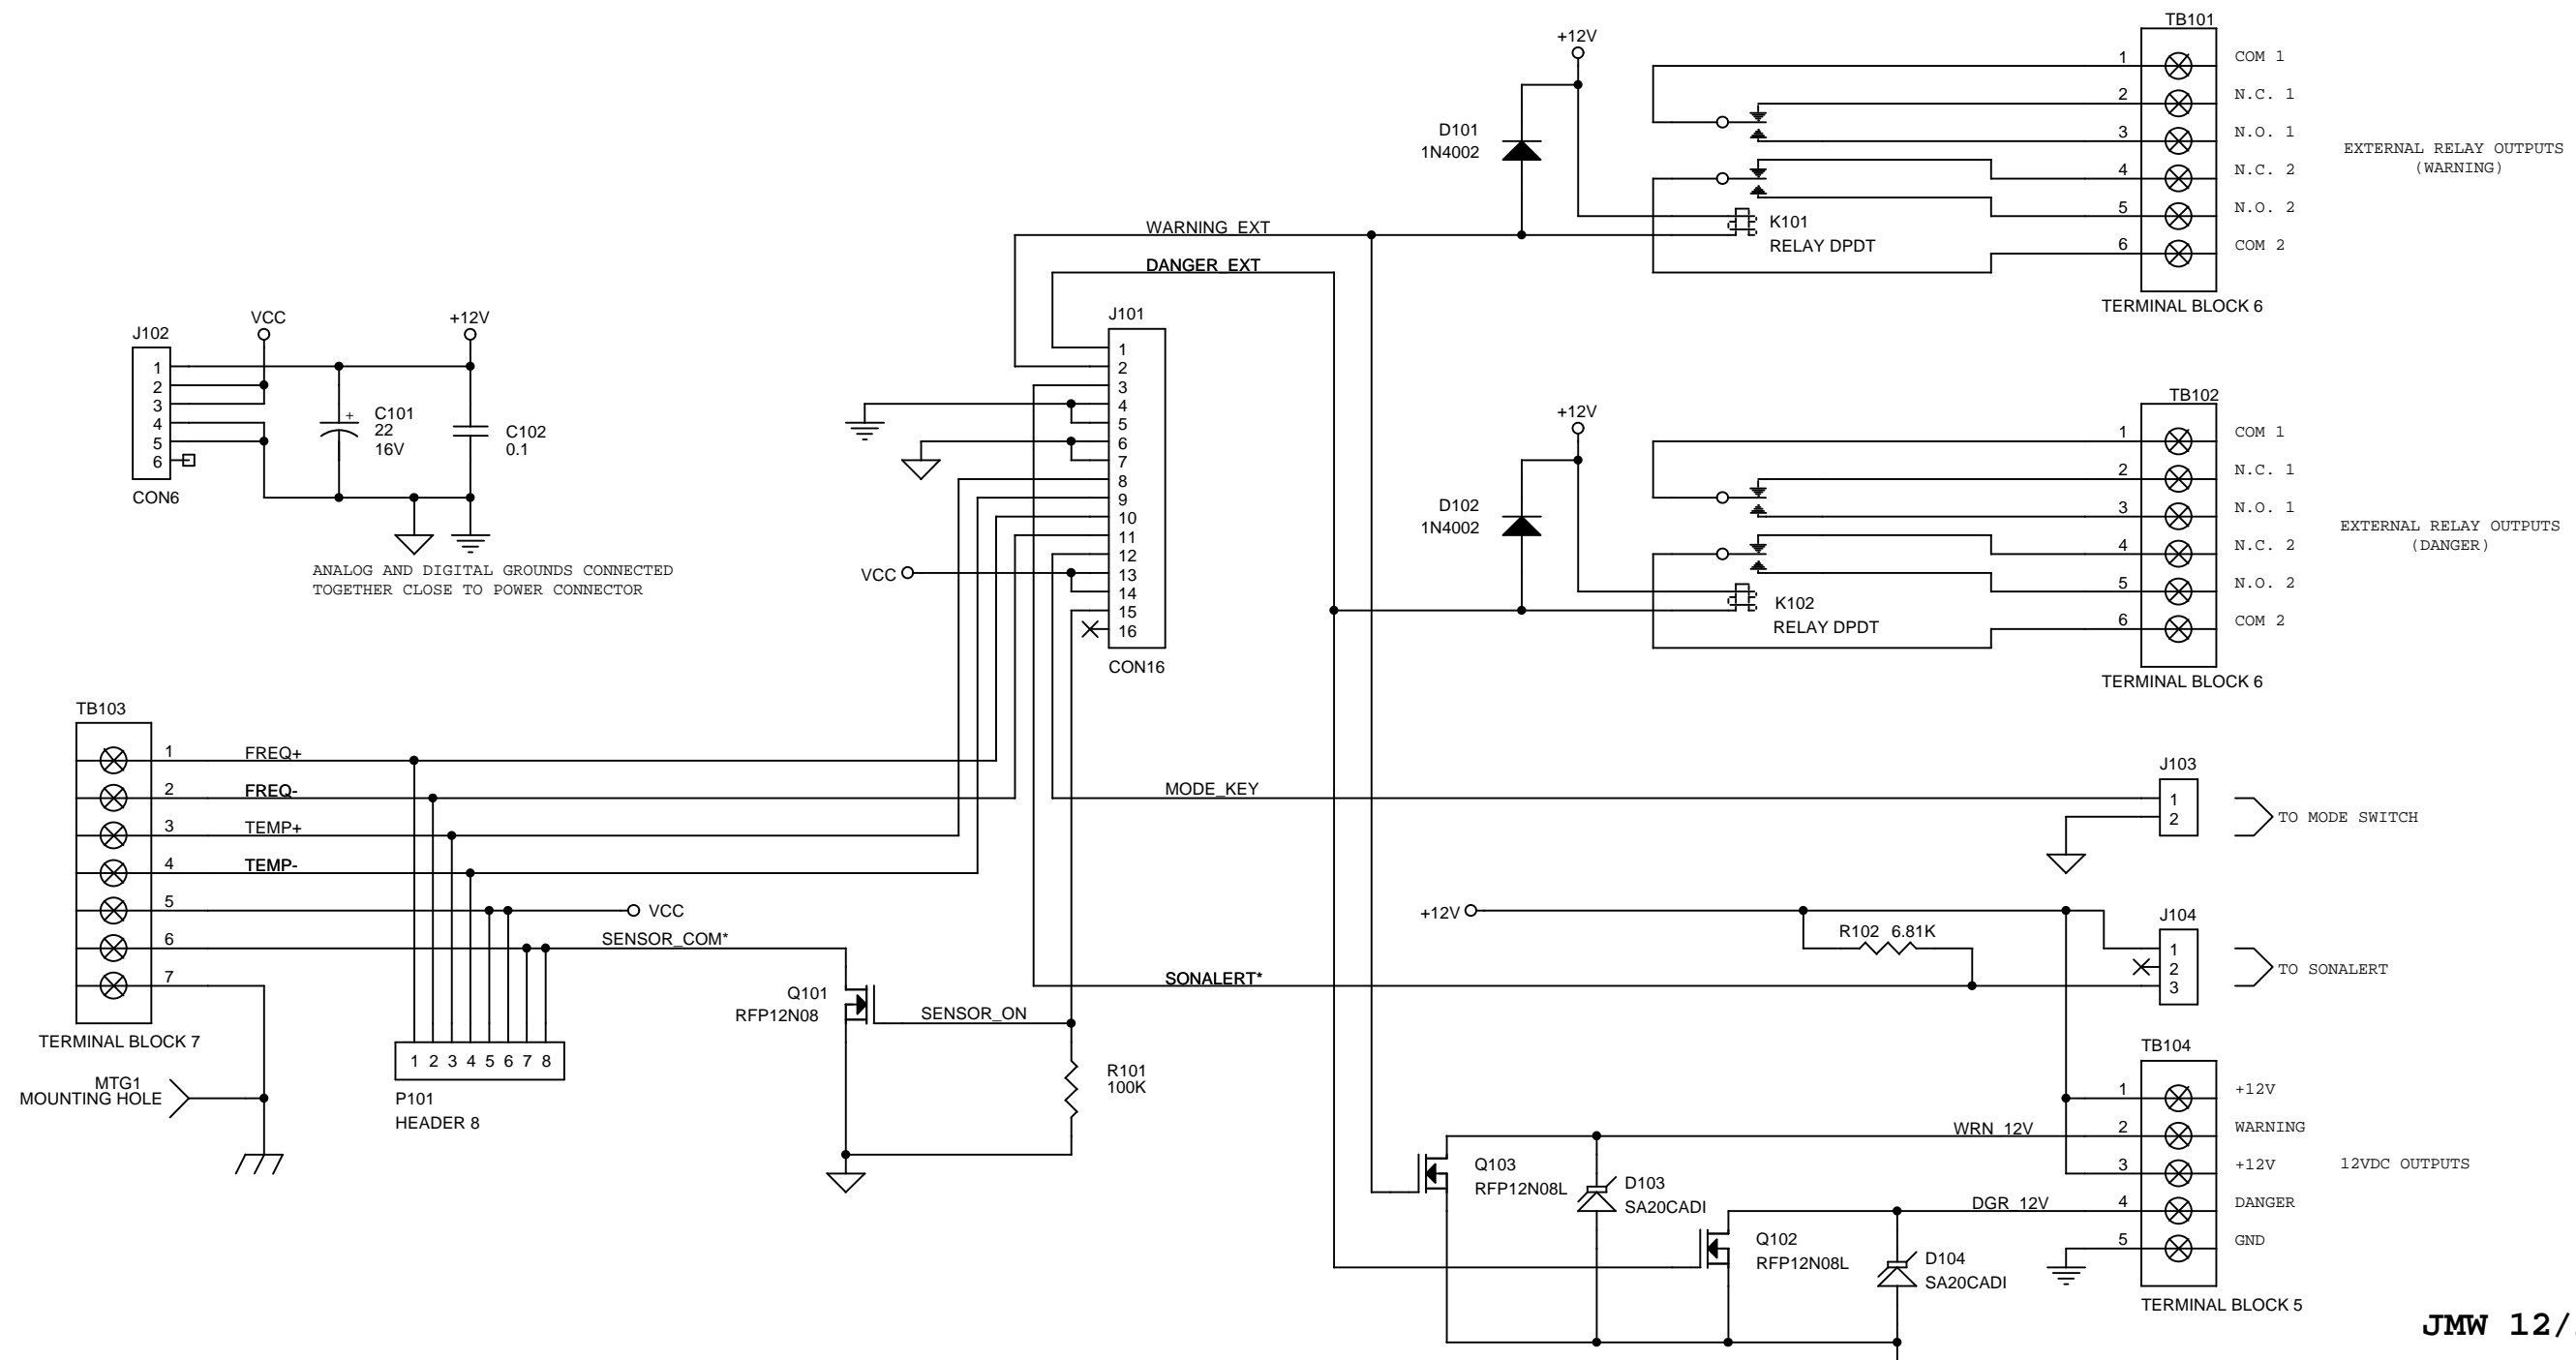 TB101
+12V
1 COM 1
2 N.C. 1
3 N.O. 1
4 N.C. 2
5 N.O. 2
6 COM 2
D101
1N4002
EXTERNAL RELAY OUTPUTS
(WARNING)
K101
RELAY DPDT
TERMINAL BLOCK 6
WARNING_EXT
DANGER_EXT
J101
1
2
3
4
5
6
7
8
9
10
11
12
13
14
15
16
CON16
VCC
J102
VCC
+12V
1
2
3
4
5
6
CON6
+
C101
22
16V
C102
0.1
ANALOG AND DIGITAL GROUNDS CONNECTED
TOGETHER CLOSE TO POWER CONNECTOR
TB102
+12V
1 COM 1
2 N.C. 1
3 N.O. 1
4 N.C. 2
5 N.O. 2
6 COM 2
D102
1N4002
EXTERNAL RELAY OUTPUTS
(DANGER)
K102
RELAY DPDT
TERMINAL BLOCK 6
TB103
1 FREQ+
2 FREQ-
3 TEMP+
4 TEMP-
5 VCC
6 SENSOR_COM*
7
TERMINAL BLOCK 7
MTG1
MOUNTING HOLE
1 2 3 4 5 6 7 8
P101
HEADER 8
Q101
RFP12N08
SENSOR_ON
R101
100K
MODE_KEY
J103
1
2
TO MODE SWITCH
+12V
R102 6.81K
SONALERT*
J104
1
2
3
TO SONALERT
TB104
1 +12V
WRN_12V 2 WARNING
3 +12V
DGR_12V 4 DANGER
5 GND
12VDC OUTPUTS
TERMINAL BLOCK 5
Q103
RFP12N08L
D103
SA20CADI
Q102
RFP12N08L
D104
SA20CADI
JMW 12/